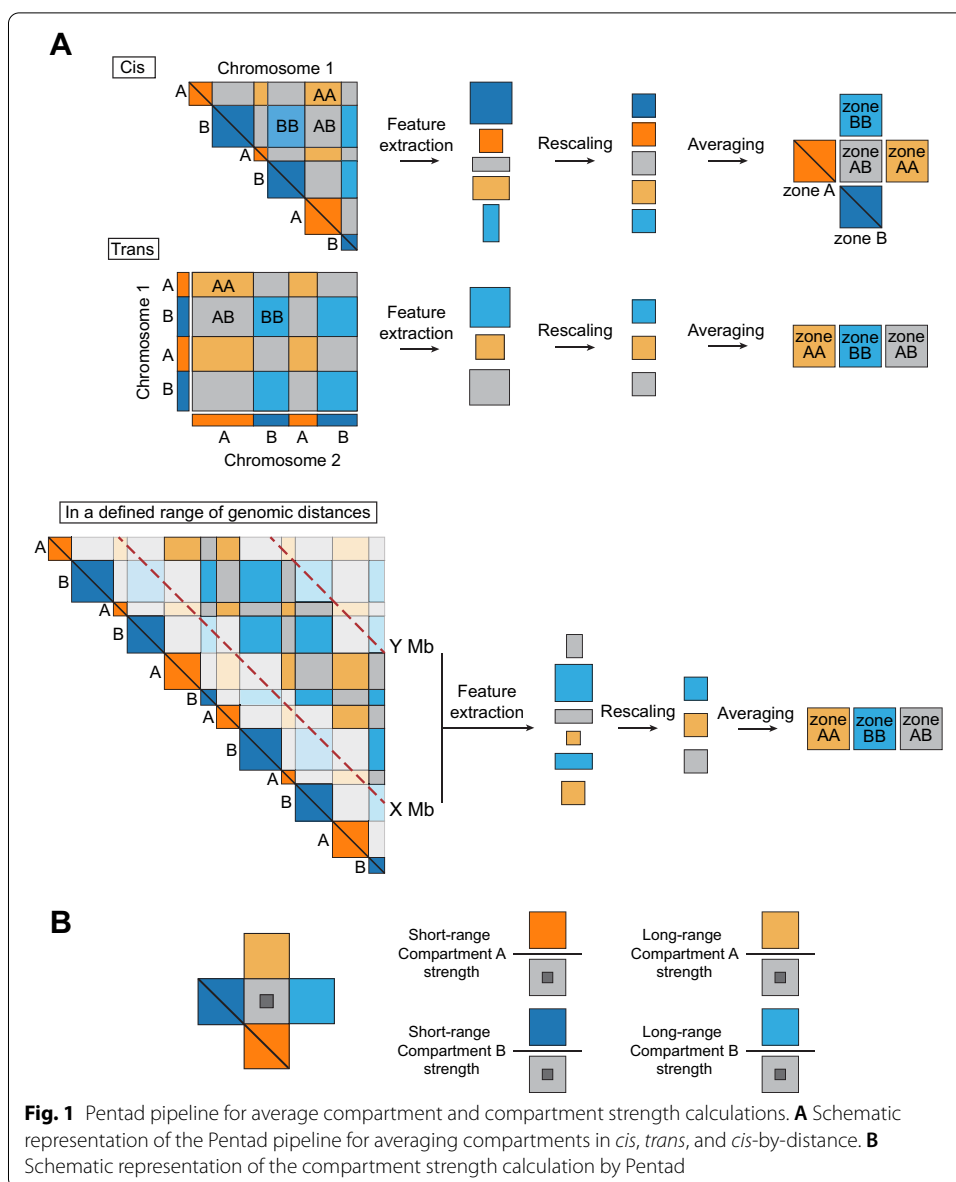 A
Cis
Chromosome 1
A
AA
B
BB
AB
A
B
A
B
Feature
extraction
Rescaling
Averaging
zone
BB
zone
AB
zone
AA
zone A
zone B
Trans
Chromosome 1
A
B
A
B
AA
AB
BB
A
B
A
B
Chromosome 2
Feature
extraction
Rescaling
Averaging
zone
AA
zone
BB
zone
AB
In a defined range of genomic distances
A
B
A
B
A
B
A
B
A
B
A
B
Y Mb
X Mb
Feature
extraction
Rescaling
Averaging
zone
AA
zone
BB
zone
AB
B
Short-range
Compartment A
strength
Long-range
Compartment A
strength
Short-range
Compartment B
strength
Long-range
Compartment B
strength
Fig. 1 Pentad pipeline for average compartment and compartment strength calculations. A Schematic
representation of the Pentad pipeline for averaging compartments in cis, trans, and cis-by-distance. B
Schematic representation of the compartment strength calculation by Pentad